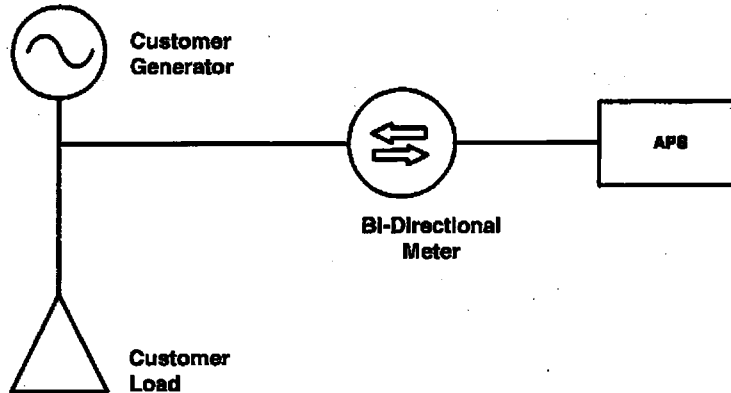 Customer
Generator
APS
Bi-Directional
Meter
Customer
Load